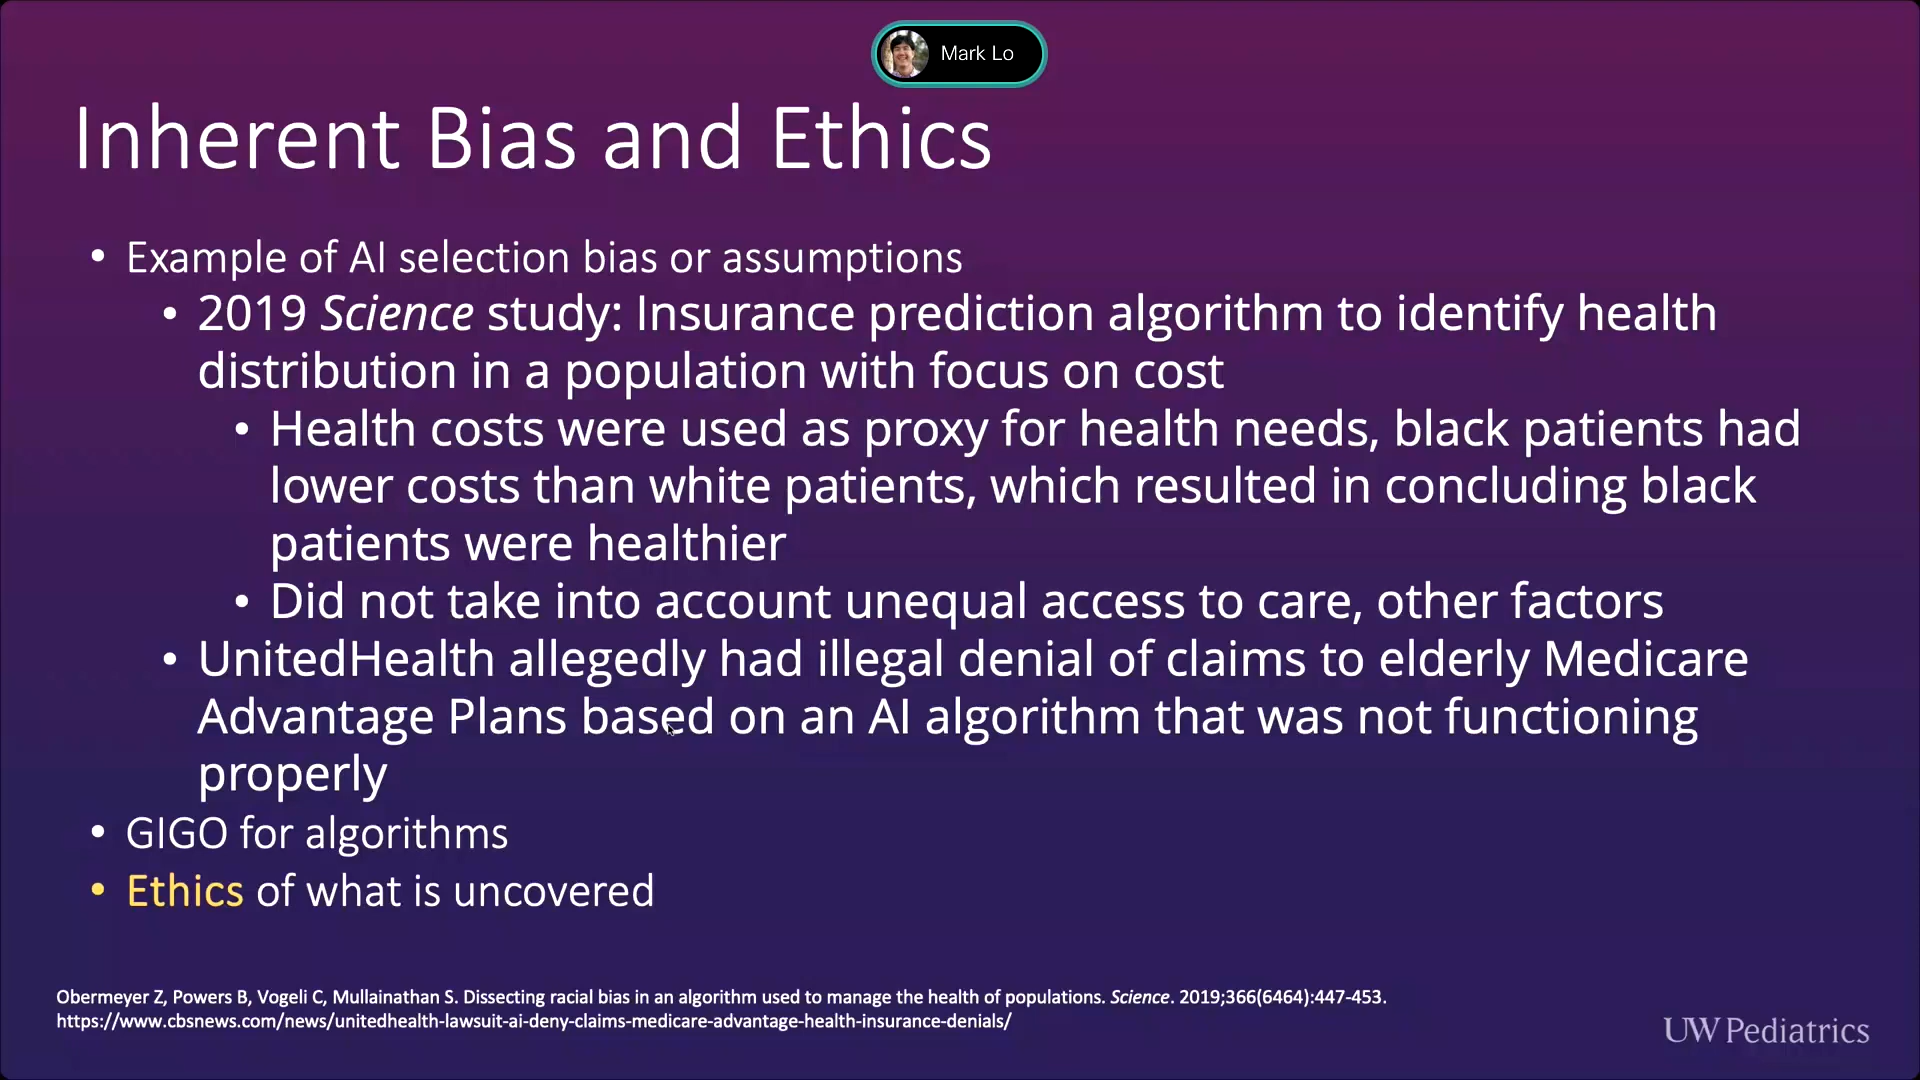 Mark Lo
Inherent Bias and Ethics
• Example of AI selection bias or assumptions
• 2019 Science study: Insurance prediction algorithm to identify health
distribution in a population with focus on cost
• Health costs were used as proxy for health needs, black patients had
lower costs than white patients, which resulted in concluding black
patients were healthier
• Did not take into account unequal access to care, other factors
• UnitedHealth allegedly had illegal denial of claims to elderly Medicare
Advantage Plans based on an AI algorithm that was not functioning
properly
• GIGO for algorithms
• Ethics of what is uncovered
Obermeyer Z, Powers B, Vogeli C, Mullainathan S. Dissecting racial bias in an algorithm used to manage the health of populations. Science. 2019;366(6464):447-453.
https://www.cbsnews.com/news/unitedhealth-lawsuit-ai-deny-claims-medicare-advantage-health-insurance-denials/
UW Pediatrics